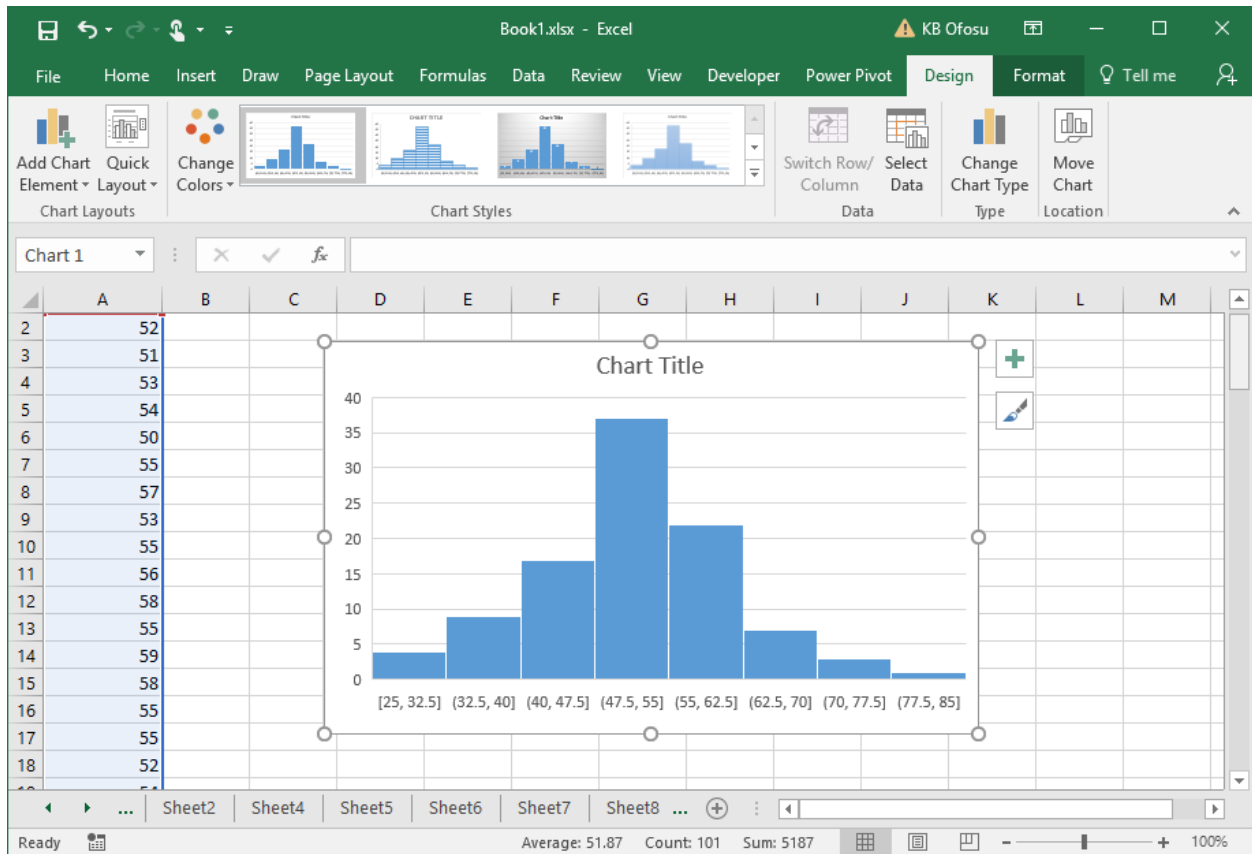 Book1.xlsx - Excel
KB Ofosu
File Home Insert Draw Page Layout Formulas Data Review View Developer Power Pivot Design Format Tell me
Add Chart Element
Quick Layout
Change Colors
Switch Row/ Column
Select Data
Change Chart Type
Move Chart
Chart Layouts
Chart Styles
Data
Type
Location
Chart 1
fx
A B C D E F G H I J K L M
2 52
3 51
4 53
5 54
6 50
7 55
8 57
9 53
10 55
11 56
12 58
13 55
14 59
15 58
16 55
17 55
18 52
Chart Title
40
35
30
25
20
15
10
5
0
[25, 32.5] (32.5, 40] (40, 47.5] (47.5, 55] (55, 62.5] (62.5, 70] (70, 77.5] (77.5, 85]
... Sheet2 Sheet4 Sheet5 Sheet6 Sheet7 Sheet8 ...
Ready Average: 51.87 Count: 101 Sum: 5187 100%